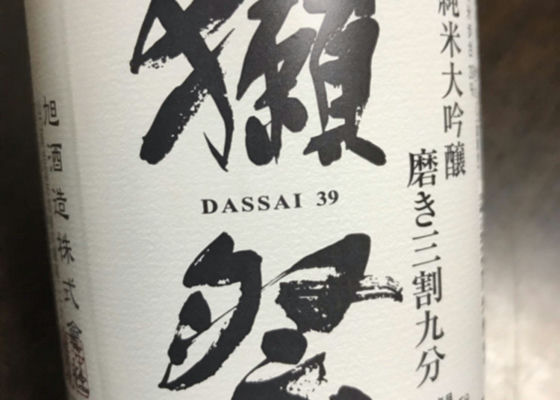 純米大吟醸
磨き三割九分
獺
DASSAI 39
祭
旭酒造株式會社